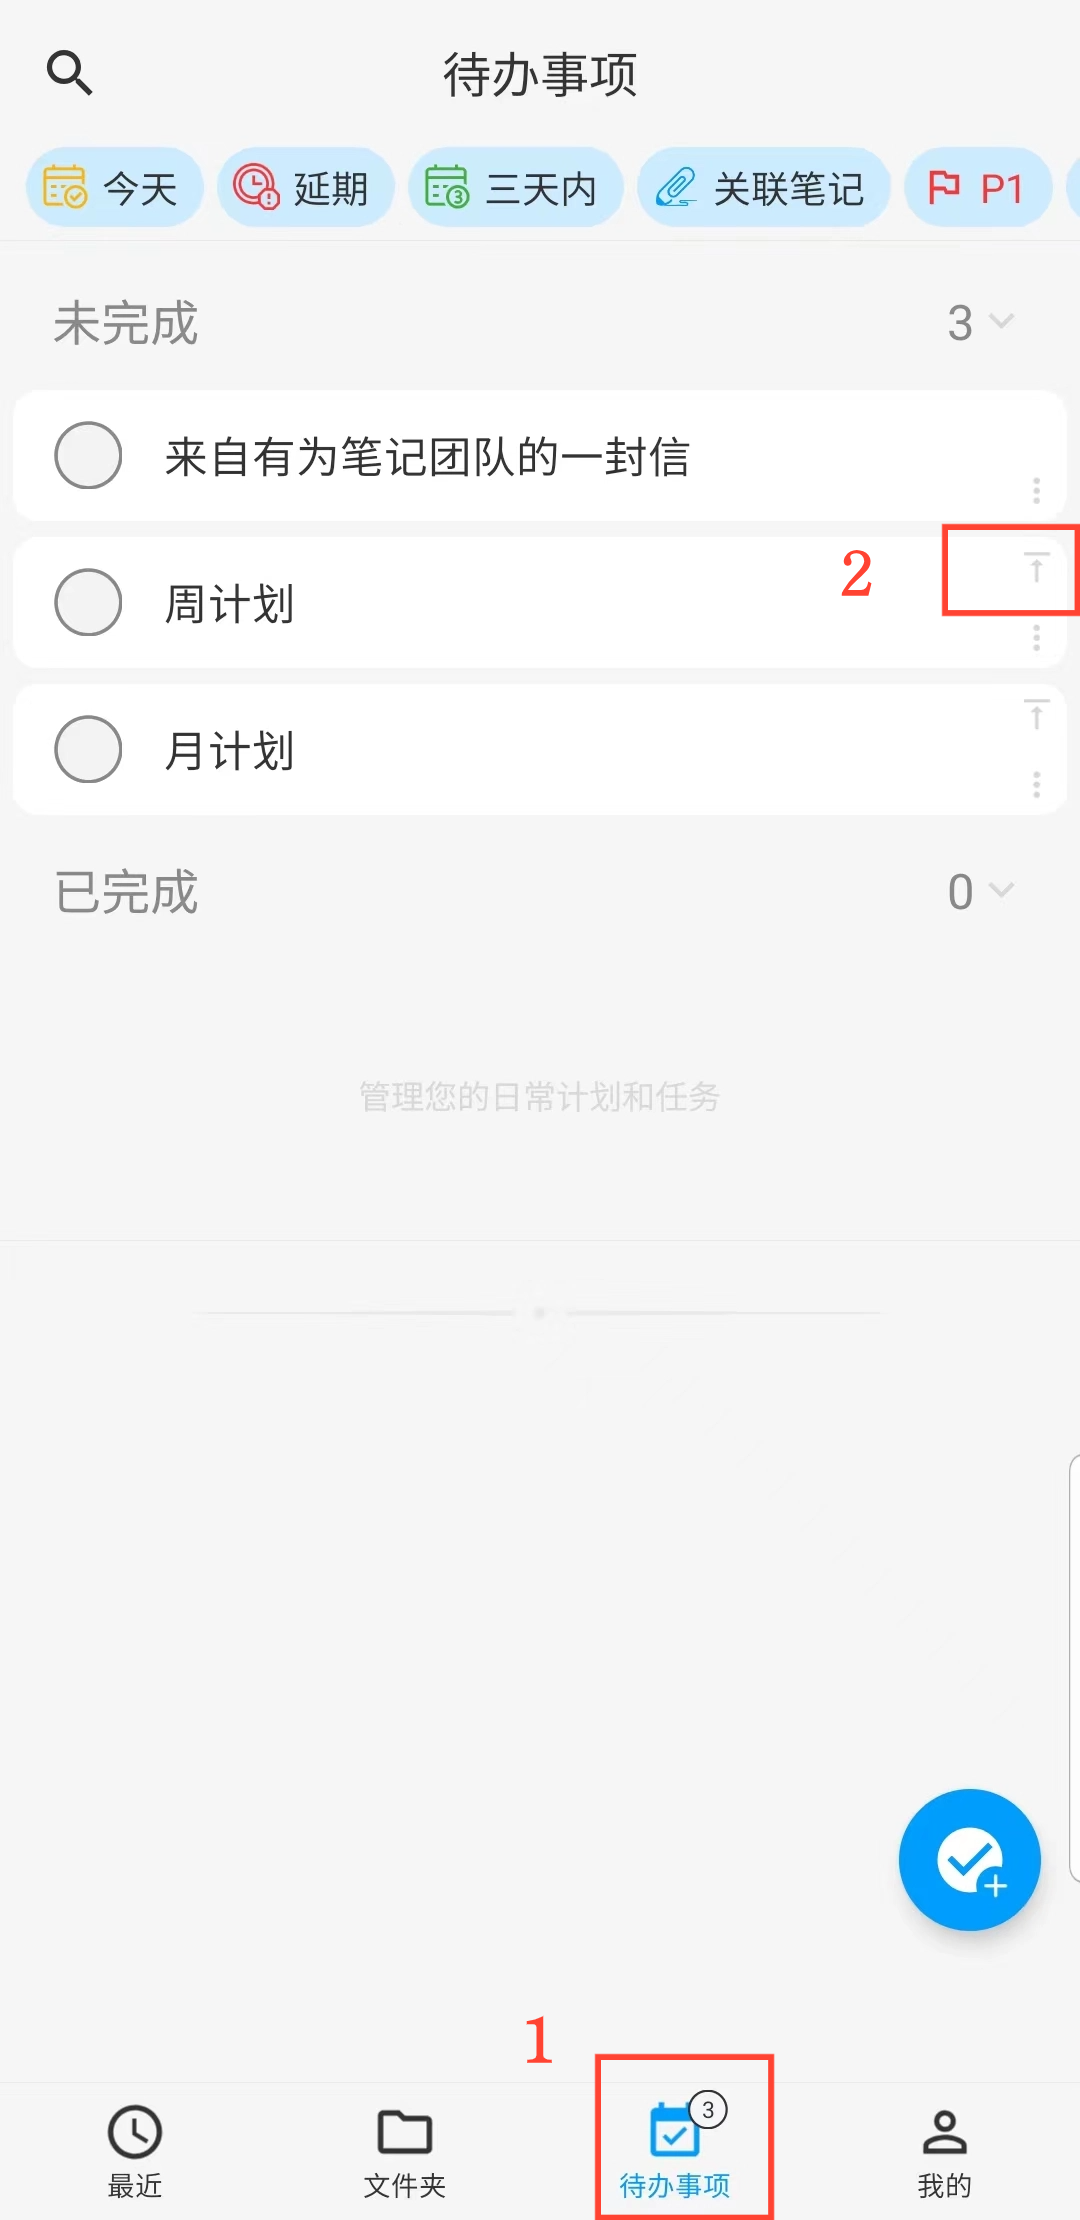 待办事项
今天 延期 3 三天内 关联笔记 P1
未完成 3
来自有为笔记团队的一封信
2
周计划
月计划
已完成 0
管理您的日常计划和任务
1
3
最近 文件夹 待办事项 我的